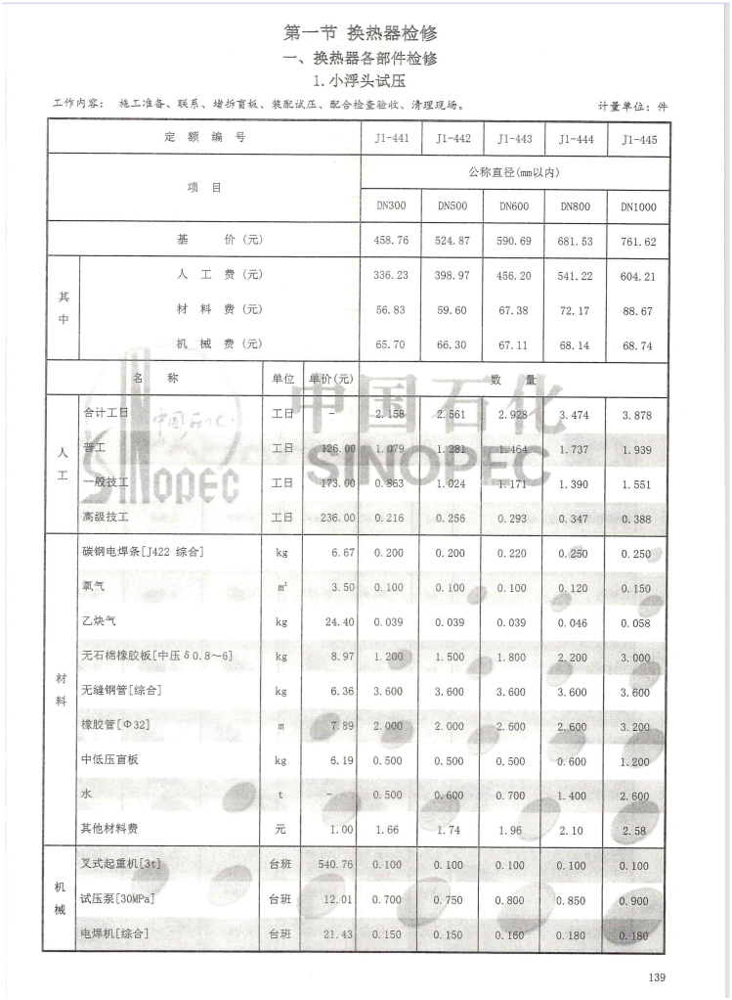 第一节 换热器检修
一、换热器各部件检修
1.小浮头试压
工作内容： 施工准备、联系、堵拆盲板、装配试压、配合检查验收、清理现场。 计量单位：件
定 额 编 号 J1-441 J1-442 J1-443 J1-444 J1-445
项 目 公称直径(mm以内)
DN300 DN500 DN600 DN800 DN1000
基 价(元) 458.76 524.87 590.69 681.53 761.62
其中 人 工 费(元) 336.23 398.97 456.20 541.22 604.21
材 料 费(元) 56.83 59.60 67.38 72.17 88.67
机 械 费(元) 65.70 66.30 67.11 68.14 68.74
名 称 单位 单价(元) 数 量
人工 合计工日 工日 - 2.158 2.561 2.928 3.474 3.878
普工 工日 126.00 1.079 1.281 1.464 1.737 1.939
一般技工 工日 173.00 0.863 1.024 1.171 1.390 1.551
高级技工 工日 236.00 0.216 0.256 0.293 0.347 0.388
材料 碳钢电焊条[J422 综合] kg 6.67 0.200 0.200 0.220 0.250 0.250
氧气 m³ 3.50 0.100 0.100 0.100 0.120 0.150
乙炔气 kg 24.40 0.039 0.039 0.039 0.046 0.058
无石棉橡胶板[中压δ0.8～6] kg 8.97 1.200 1.500 1.800 2.200 3.000
无缝钢管[综合] kg 6.36 3.600 3.600 3.600 3.600 3.600
橡胶管[Φ32] m 7.89 2.000 2.000 2.600 2.600 3.200
中低压盲板 kg 6.19 0.500 0.500 0.500 0.600 1.200
水 t - 0.500 0.600 0.700 1.400 2.600
其他材料费 元 1.00 1.66 1.74 1.96 2.10 2.58
机械 叉式起重机[3t] 台班 540.76 0.100 0.100 0.100 0.100 0.100
试压泵[30MPa] 台班 12.01 0.700 0.750 0.800 0.850 0.900
电焊机[综合] 台班 21.43 0.150 0.150 0.160 0.180 0.180
中国石化
SINOPEC
中国石化
SINOPEC
139